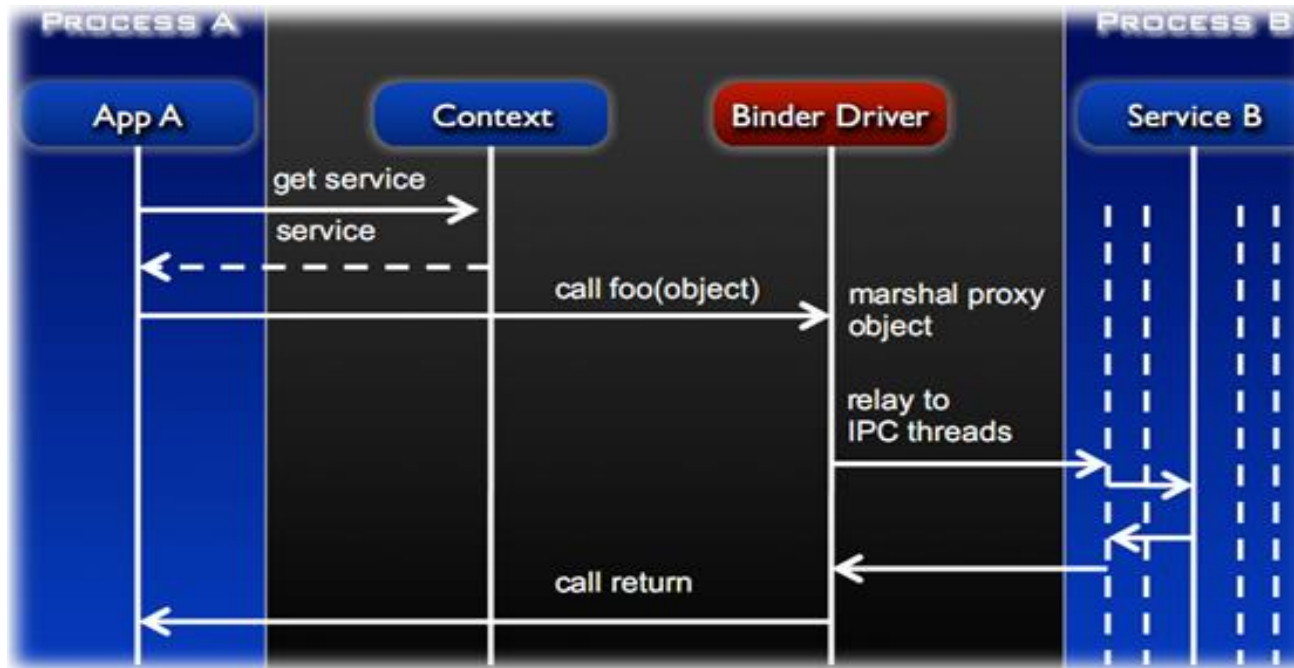 PROCESS A
PROCESS B
App A
Context
Binder Driver
Service B
get service
service
call foo(object)
marshal proxy
object
relay to
IPC threads
call return